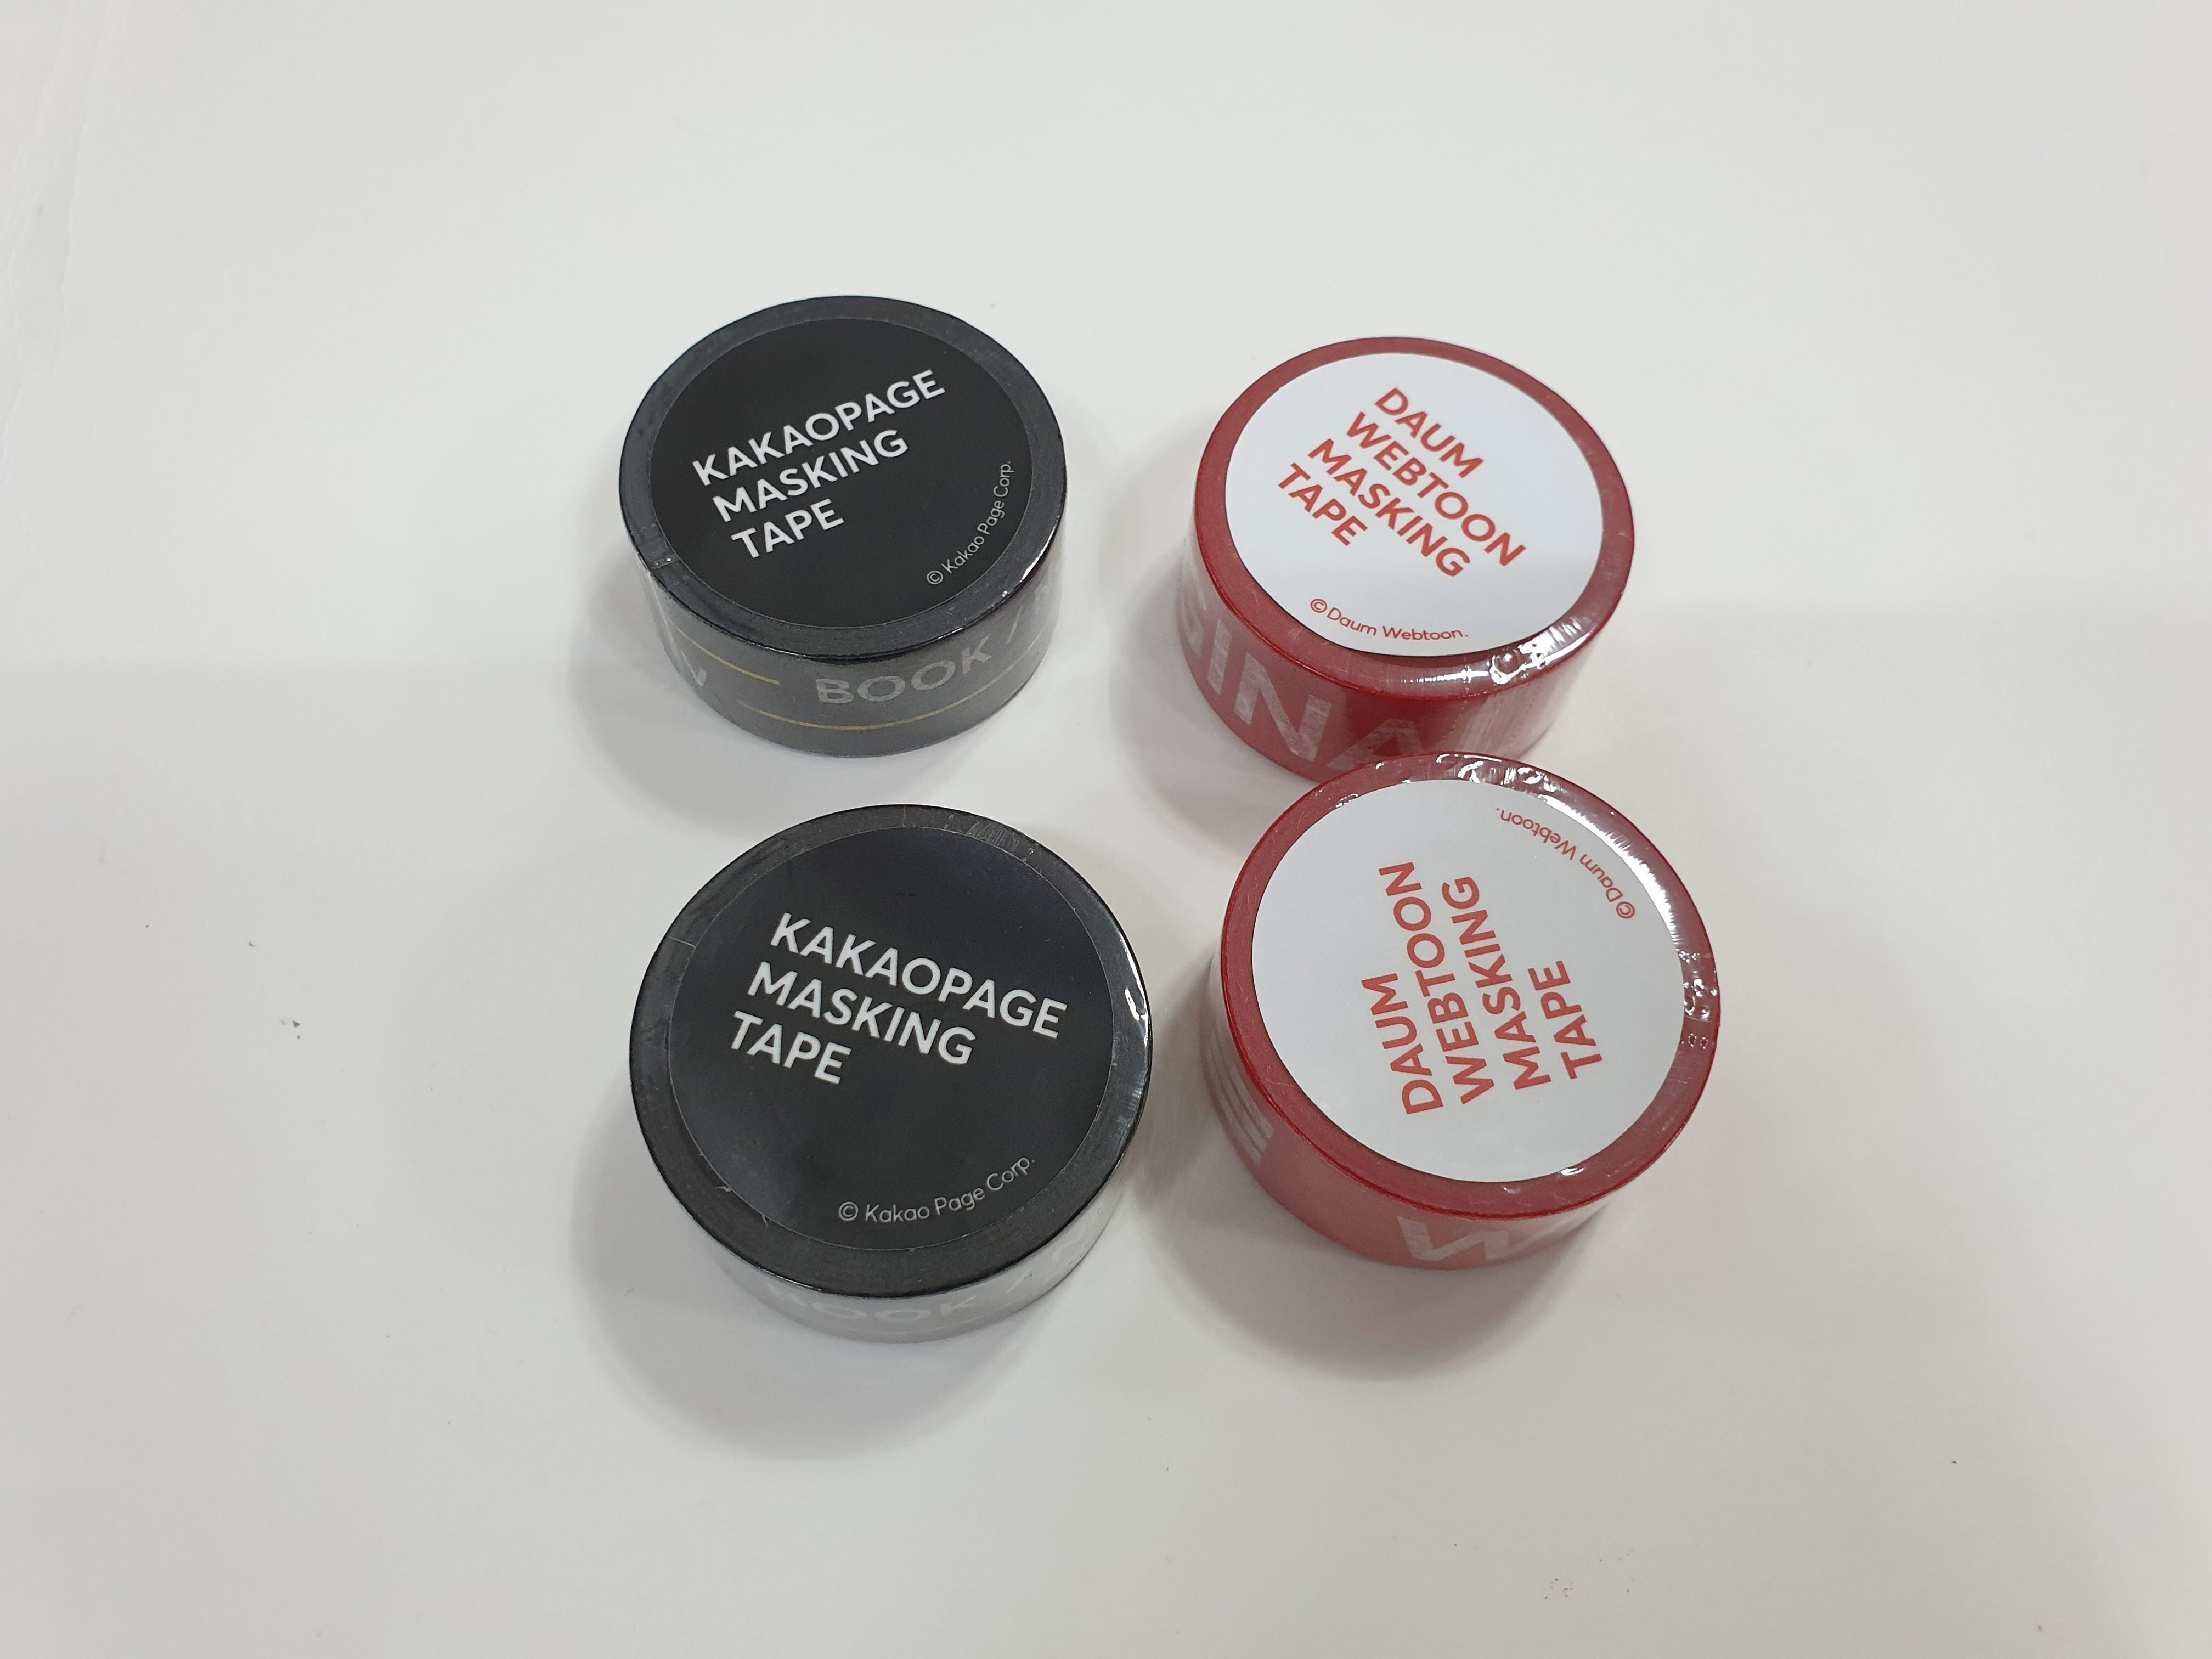 KAKAOPAGE
MASKING
TAPE
© Kakao Page Corp.
BOOK /
DAUM
WEBTOON
MASKING
TAPE
© Daum Webtoon.
GINA
KAKAOPAGE
MASKING
TAPE
© Kakao Page Corp.
BOOK /
DAUM
WEBTOON
MASKING
TAPE
© Daum Webtoon.
W